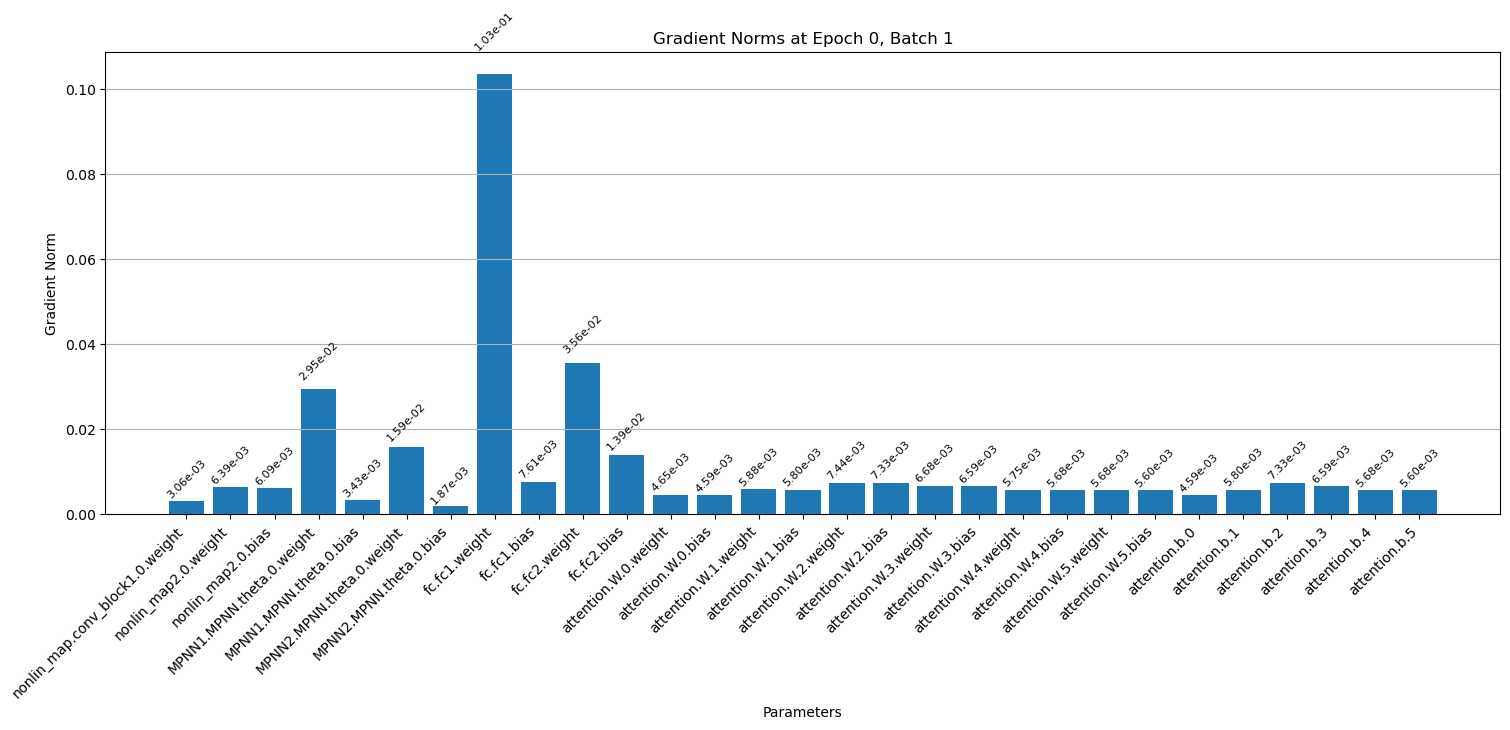 Gradient Norms at Epoch 0, Batch 1
Gradient Norm
0.10
0.08
0.06
0.04
0.02
0.00
3.06e-03
6.39e-03
6.09e-03
2.95e-02
3.43e-03
1.59e-02
1.87e-03
1.03e-01
7.61e-03
3.56e-02
1.39e-02
4.65e-03
4.59e-03
5.88e-03
5.80e-03
7.44e-03
7.33e-03
6.68e-03
6.59e-03
5.75e-03
5.68e-03
5.68e-03
5.60e-03
4.59e-03
5.80e-03
7.33e-03
6.59e-03
5.68e-03
5.60e-03
nonlin_map.conv_block1.0.weight
nonlin_map2.0.weight
nonlin_map2.0.bias
MPNN1.MPNN.theta.0.weight
MPNN1.MPNN.theta.0.bias
MPNN2.MPNN.theta.0.weight
MPNN2.MPNN.theta.0.bias
fc.fc1.weight
fc.fc1.bias
fc.fc2.weight
fc.fc2.bias
attention.W.0.weight
attention.W.0.bias
attention.W.1.weight
attention.W.1.bias
attention.W.2.weight
attention.W.2.bias
attention.W.3.weight
attention.W.3.bias
attention.W.4.weight
attention.W.4.bias
attention.W.5.weight
attention.W.5.bias
attention.b.0
attention.b.1
attention.b.2
attention.b.3
attention.b.4
attention.b.5
Parameters